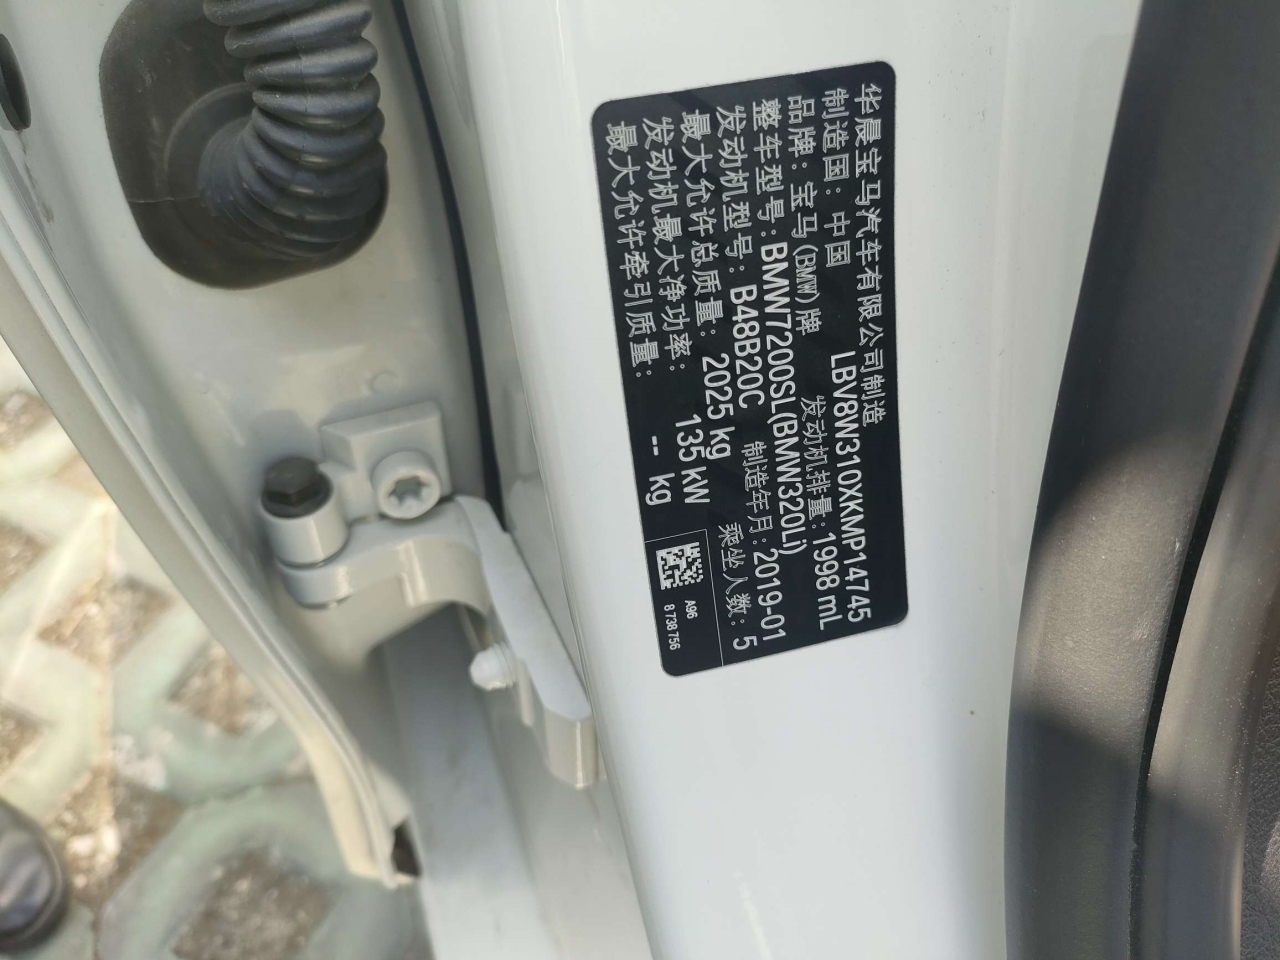 华晨宝马汽车有限公司制造
制造国：中国 LBV8W310XKMP14745
品牌：宝马(BMW)牌 发动机排量：1998 mL
整车型号：BMW7200SL(BMW320Li)
发动机型号：B48B20C 制造年月：2019-01
最大允许总质量：2025 kg 乘坐人数：5
发动机最大净功率：135 kW
最大允许牵引质量：-- kg
A96
8 738 756